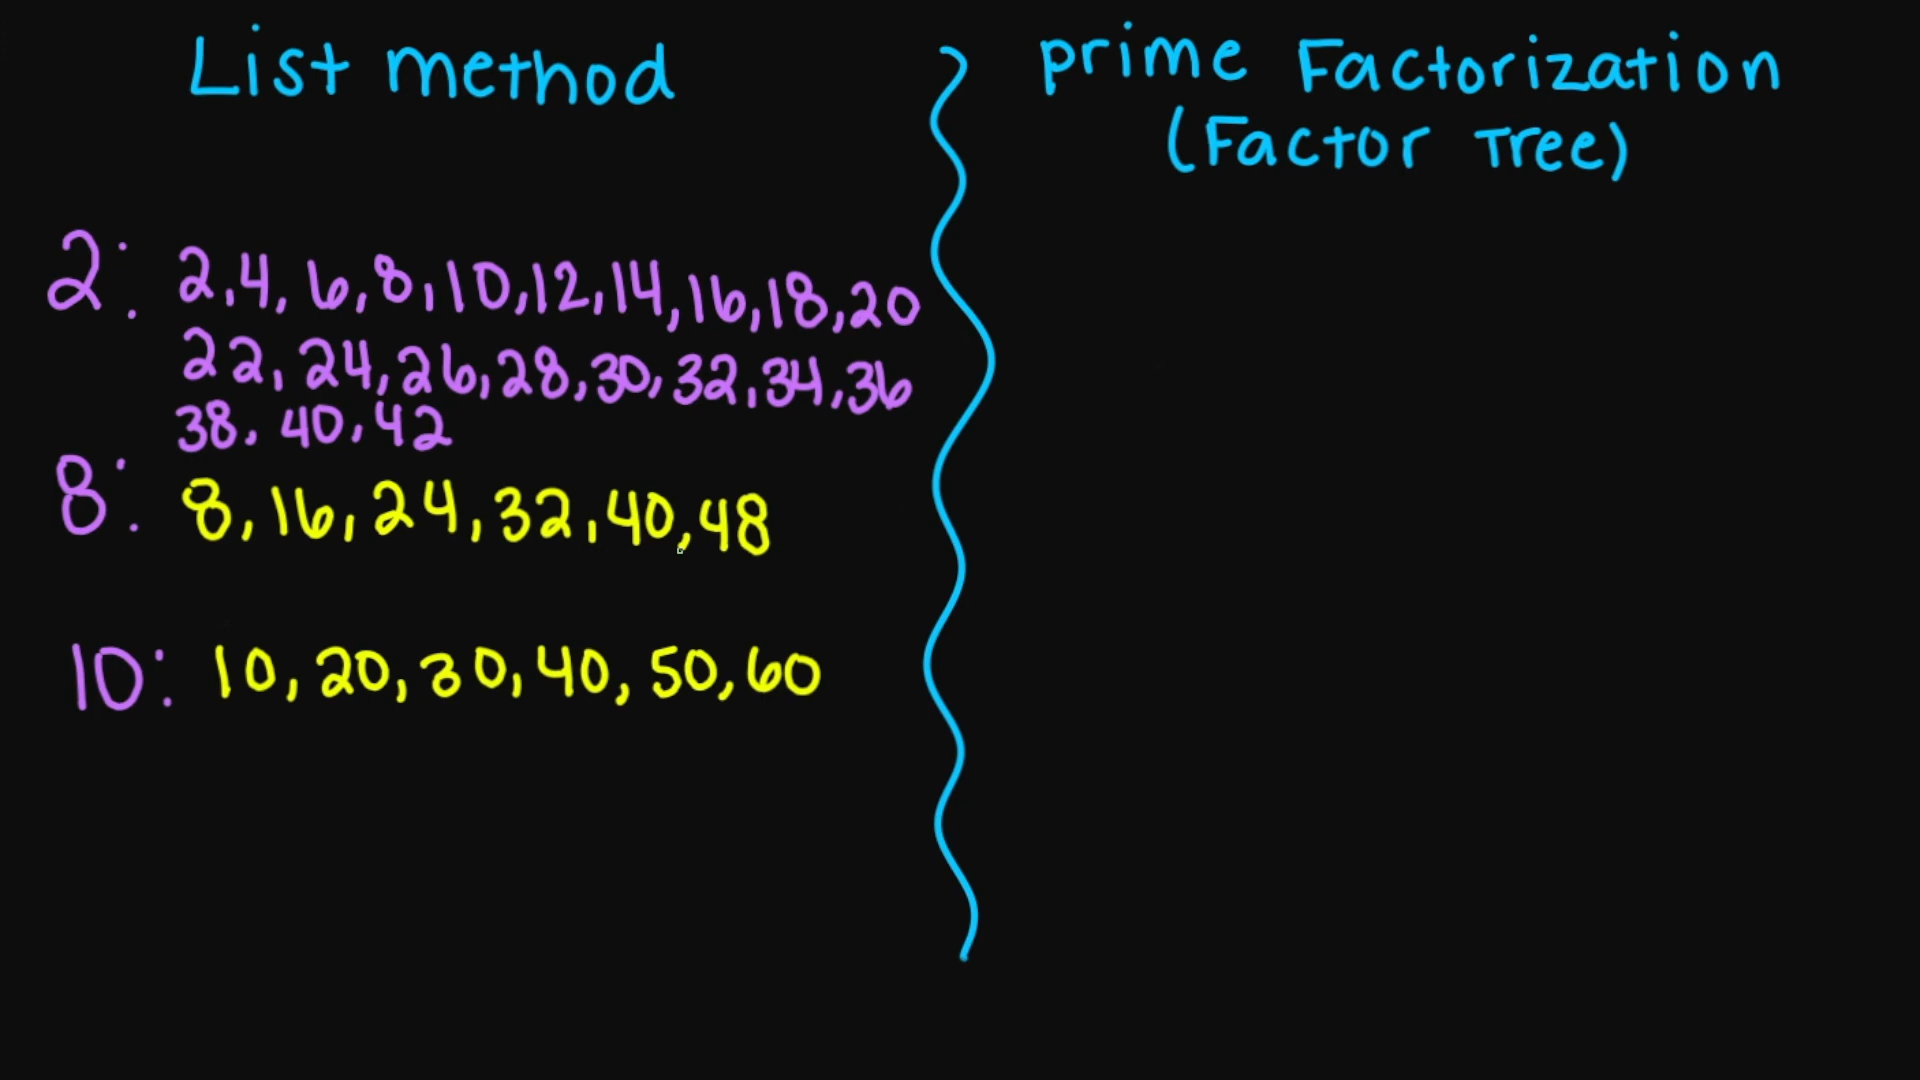 List method
prime Factorization
(Factor Tree)
2: 2,4,6,8,10,12,14,16,18,20
22,24,26,28,30,32,34,36
38,40,42
8: 8,16,24,32,40,48
10: 10,20,30,40,50,60